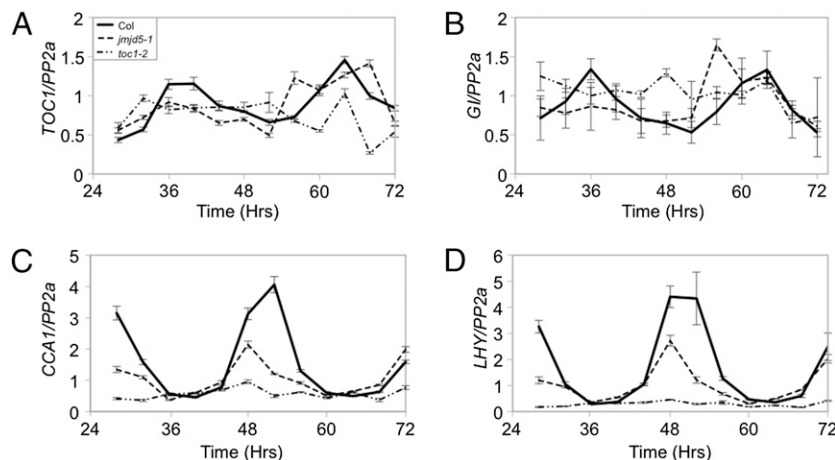 A
TOC1/PP2a
2
1.5
1
0.5
0
Col
jmjd5-1
toc1-2
24 36 48 60 72
Time (Hrs)
B
GI/PP2a
2
1.5
1
0.5
0
24 36 48 60 72
Time (Hrs)
C
CCA1/PP2a
5
4
3
2
1
0
24 36 48 60 72
Time (Hrs)
D
LHY/PP2a
6
5
4
3
2
1
0
24 36 48 60 72
Time (Hrs)